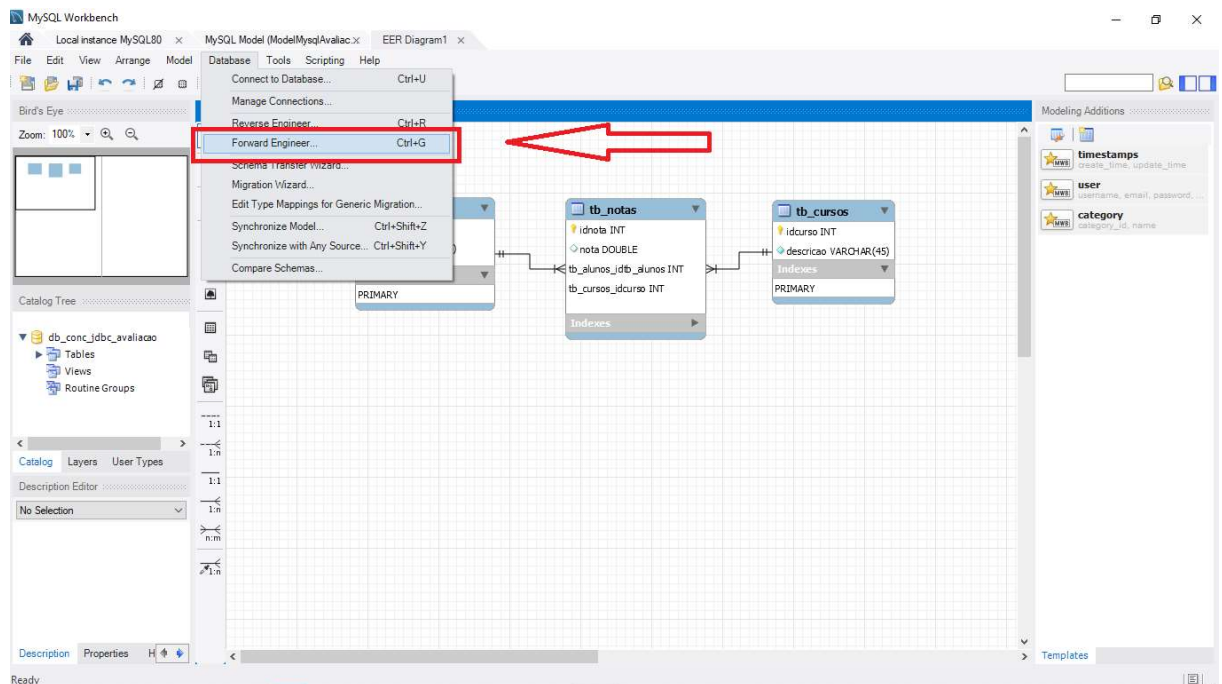 MySQL Workbench
Local instance MySQL80 × MySQL Model (ModelMysqlAvaliac × EER Diagram1 ×
File Edit View Arrange Model Database Tools Scripting Help
Connect to Database... Ctrl+U
Manage Connections...
Reverse Engineer... Ctrl+R
Forward Engineer... Ctrl+G
Schema Transfer Wizard...
Migration Wizard...
Edit Type Mappings for Generic Migration...
Synchronize Model... Ctrl+Shift+Z
Synchronize with Any Source... Ctrl+Shift+Y
Compare Schemas...
Bird's Eye
Zoom: 100%
Catalog Tree
db_conc_jdbc_avaliacao
Tables
Views
Routine Groups
Catalog Layers User Types
Description Editor
No Selection
Description Properties H
Ready
1:1
1:n
1:1
1:n
n:m
1:n
)
PRIMARY
tb_notas
idnota INT
nota DOUBLE
tb_alunos_idtb_alunos INT
tb_cursos_idcurso INT
Indexes
tb_cursos
idcurso INT
descricao VARCHAR(45)
Indexes
PRIMARY
Modeling Additions
timestamps
create_time, update_time
user
username, email, password, ...
category
category_id, name
Templates